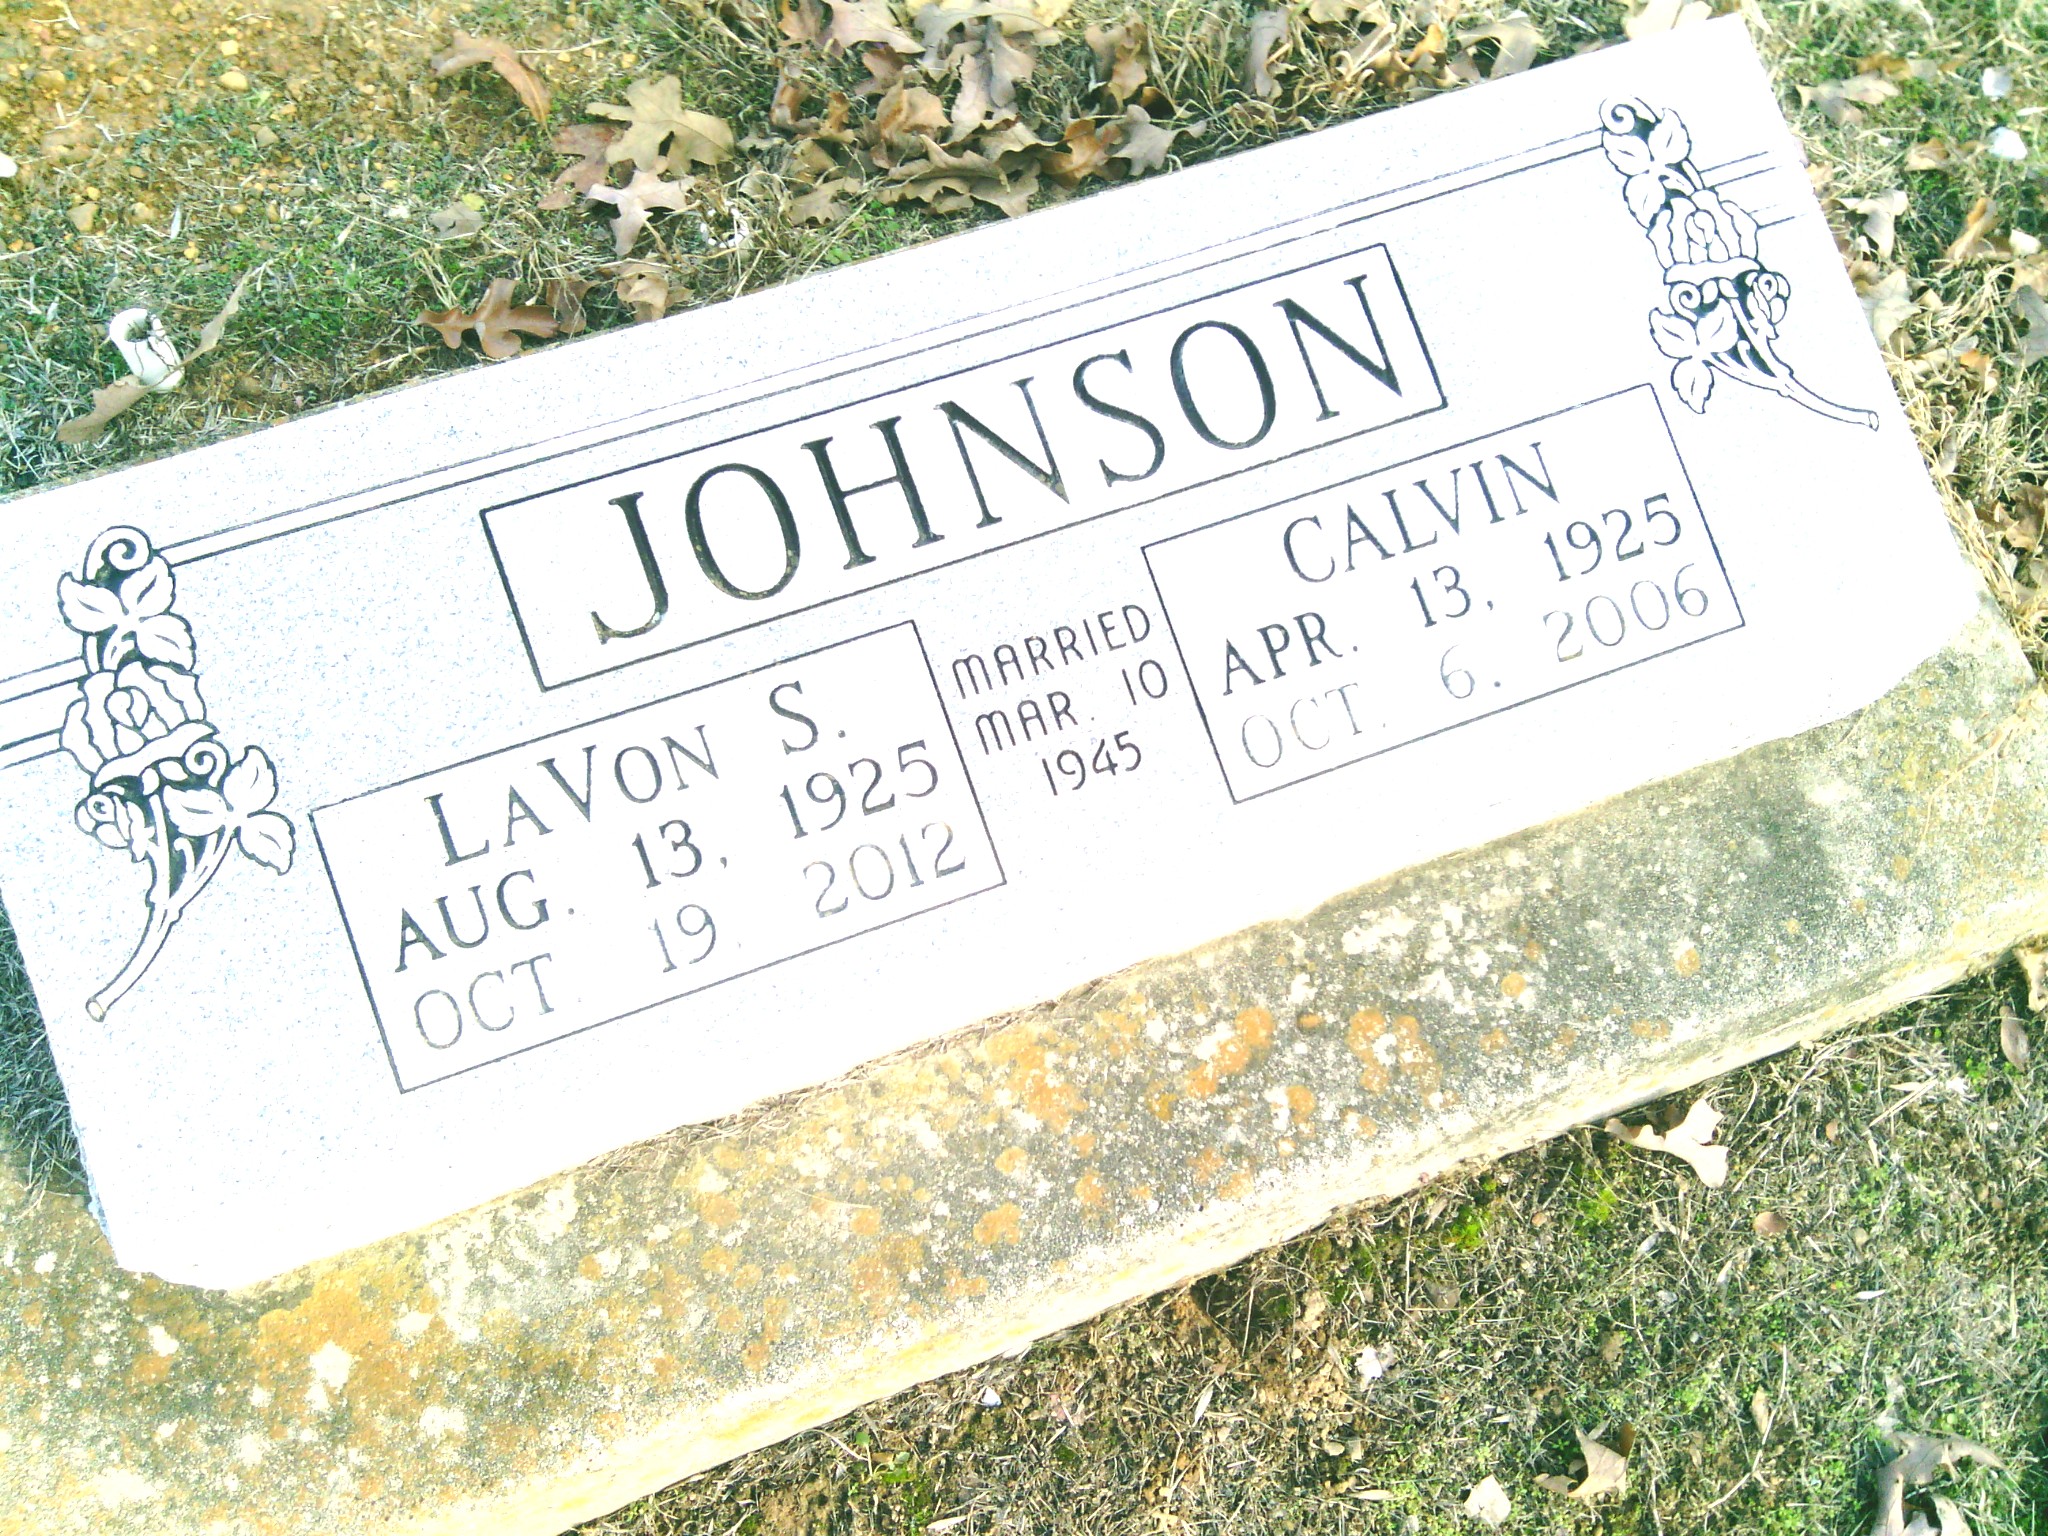 JOHNSON
LAVON S.
AUG. 13, 1925
OCT. 19, 2012
MARRIED
MAR. 10
1945
CALVIN
APR. 13, 1925
OCT. 6, 2006